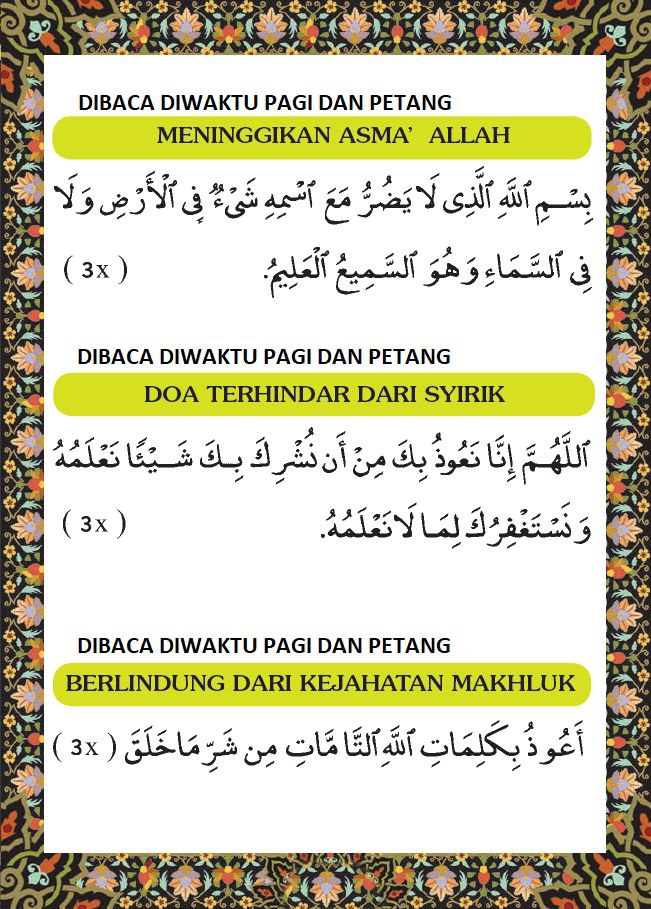 DIBACA DIWAKTU PAGI DAN PETANG
MENINGGIKAN ASMA’ ALLAH
بِسْمِ ٱللَّهِ ٱلَّذِى لَا يَضُرُّ مَعَ ٱسْمِهِ شَىْءٌ فِى ٱلْأَرْضِ وَلَا
فِى ٱلسَّمَاءِ وَهُوَ ٱلسَّمِيعُ ٱلْعَلِيمُ. ( 3x )
DIBACA DIWAKTU PAGI DAN PETANG
DOA TERHINDAR DARI SYIRIK
ٱللَّهُمَّ إِنَّا نَعُوذُ بِكَ مِنْ أَن نُشْرِكَ بِكَ شَيْئًا نَعْلَمُهُ
وَنَسْتَغْفِرُكَ لِمَا لَا نَعْلَمُهُ. ( 3x )
DIBACA DIWAKTU PAGI DAN PETANG
BERLINDUNG DARI KEJAHATAN MAKHLUK
أَعُوذُ بِكَلِمَاتِ ٱللَّهِ ٱلتَّامَّاتِ مِن شَرِّ مَا خَلَقَ ( 3x )